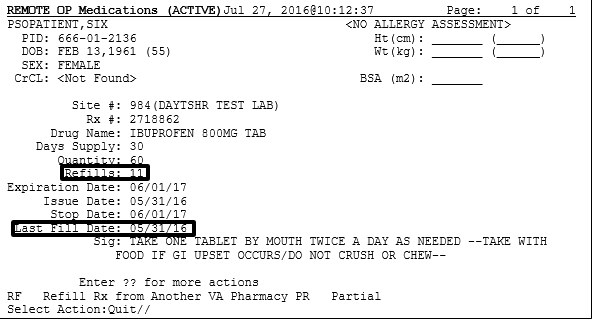 REMOTE OP Medications (ACTIVE) Jul 27, 2016@10:12:37 Page: 1 of 1
PSOPATIENT,SIX <NO ALLERGY ASSESSMENT>
PID: 666-01-2136 Ht(cm): _______ (______)
DOB: FEB 13,1961 (55) Wt(kg): _______ (______)
SEX: FEMALE
CrCL: <Not Found> BSA (m2): _______
Site #: 984(DAYTSHR TEST LAB)
Rx #: 2718862
Drug Name: IBUPROFEN 800MG TAB
Days Supply: 30
Quantity: 60
Refills: 11
Expiration Date: 06/01/17
Issue Date: 05/31/16
Stop Date: 06/01/17
Last Fill Date: 05/31/16
Sig: TAKE ONE TABLET BY MOUTH TWICE A DAY AS NEEDED --TAKE WITH
FOOD IF GI UPSET OCCURS/DO NOT CRUSH OR CHEW--
Enter ?? for more actions
RF Refill Rx from Another VA Pharmacy PR Partial
Select Action:Quit//